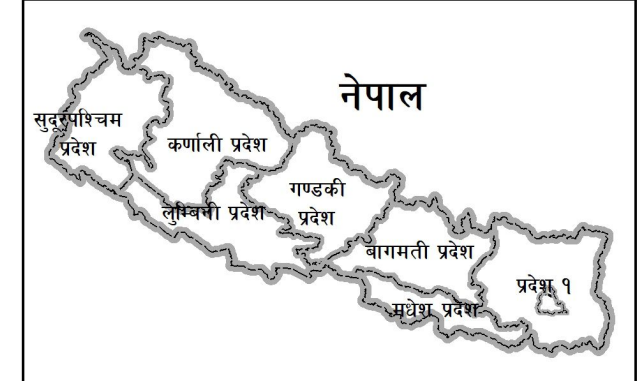 नेपाल
सुदूरपश्चिम
प्रदेश
कर्णाली प्रदेश
लुम्बिनी प्रदेश
गण्डकी
प्रदेश
बागमती प्रदेश
मधेश प्रदेश
प्रदेश १